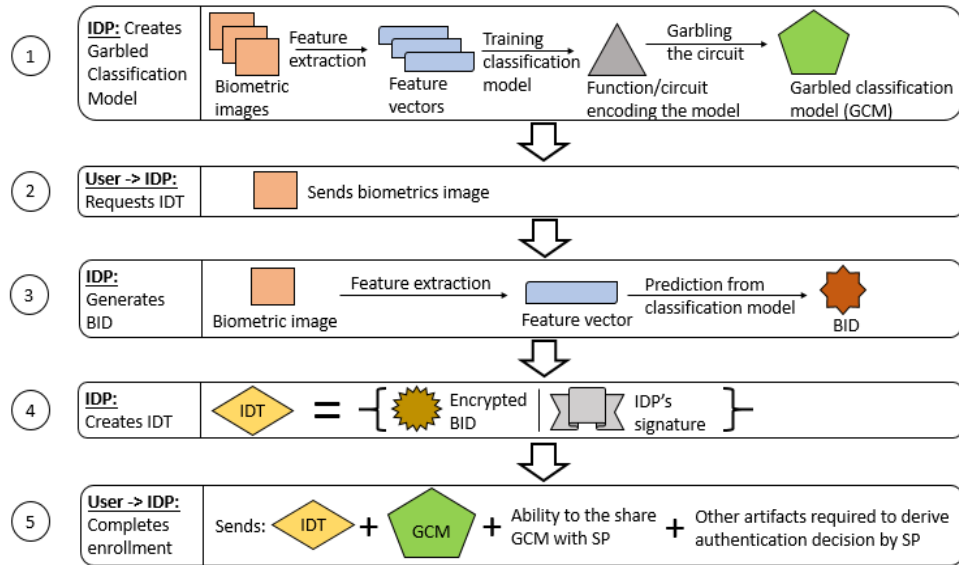 1
IDP: Creates
Garbled
Classification
Model
Biometric
images
Feature
extraction
Feature
vectors
Training
classification
model
Function/circuit
encoding the model
Garbling
the circuit
Garbled classification
model (GCM)
2
User -> IDP:
Requests IDT
Sends biometrics image
3
IDP:
Generates
BID
Biometric image
Feature extraction
Feature vector
Prediction from
classification model
BID
4
IDP:
Creates IDT
IDT
=
{
Encrypted
BID
|
IDP's
signature
}
5
User -> IDP:
Completes
enrollment
Sends:
IDT
+
GCM
+
Ability to the share
GCM with SP
+
Other artifacts required to derive
authentication decision by SP